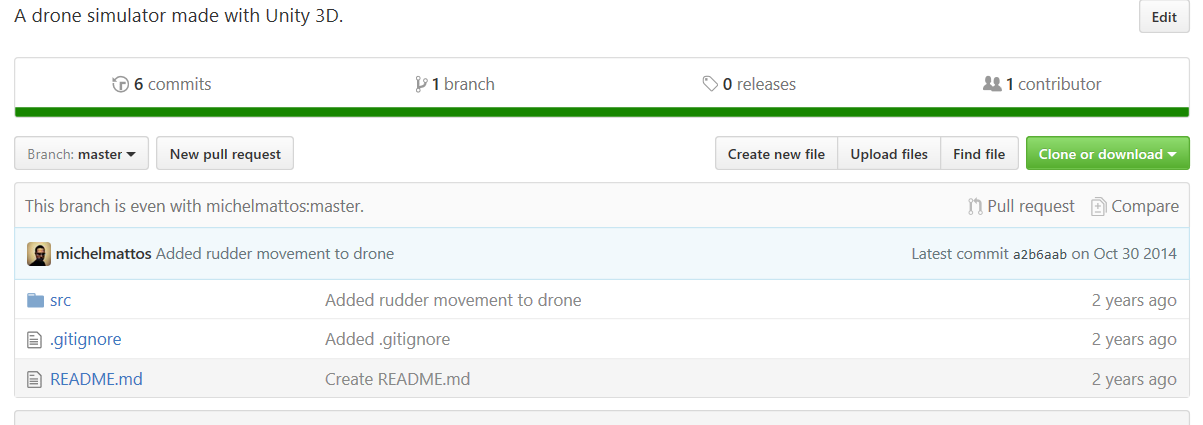 A drone simulator made with Unity 3D.
Edit
6 commits
1 branch
0 releases
1 contributor
Branch: master
New pull request
Create new file
Upload files
Find file
Clone or download
This branch is even with michelmattos:master.
Pull request
Compare
michelmattos Added rudder movement to drone
Latest commit a2b6aab on Oct 30 2014
src
Added rudder movement to drone
2 years ago
.gitignore
Added .gitignore
2 years ago
README.md
Create README.md
2 years ago